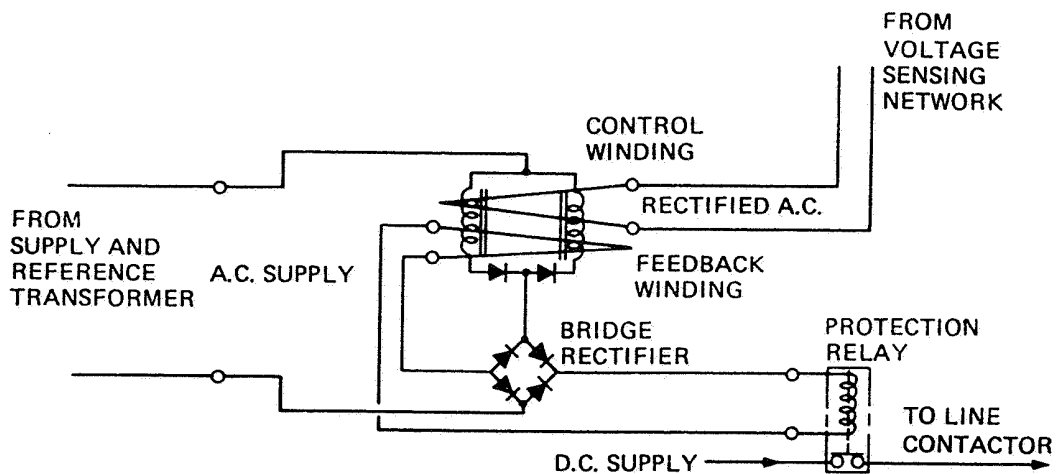 FROM
VOLTAGE
SENSING
NETWORK
CONTROL
WINDING
RECTIFIED A.C.
FROM
SUPPLY AND
REFERENCE
TRANSFORMER
A.C. SUPPLY
FEEDBACK
WINDING
BRIDGE
RECTIFIER
PROTECTION
RELAY
TO LINE
CONTACTOR
D.C. SUPPLY